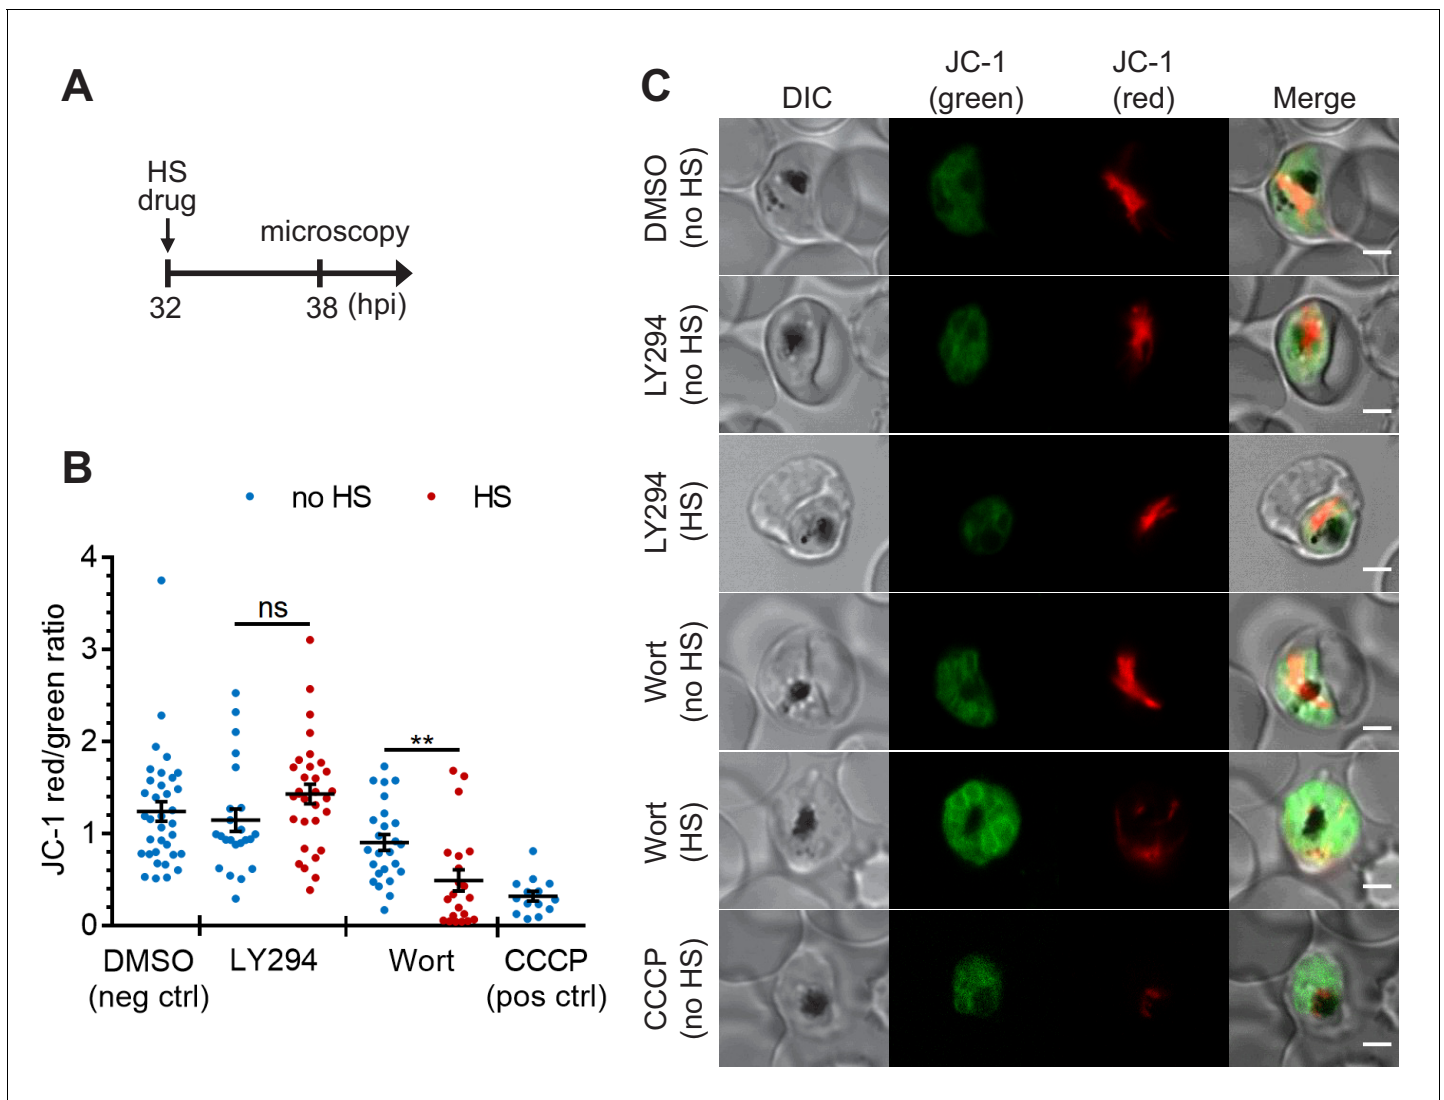 A
HS
drug
microscopy
32
38 (hpi)
B
no HS
HS
JC-1 red/green ratio
4
3
2
1
0
ns
**
DMSO
(neg ctrl)
LY294
Wort
CCCP
(pos ctrl)
C
DIC
JC-1
(green)
JC-1
(red)
Merge
DMSO
(no HS)
LY294
(no HS)
LY294
(HS)
Wort
(no HS)
Wort
(HS)
CCCP
(no HS)